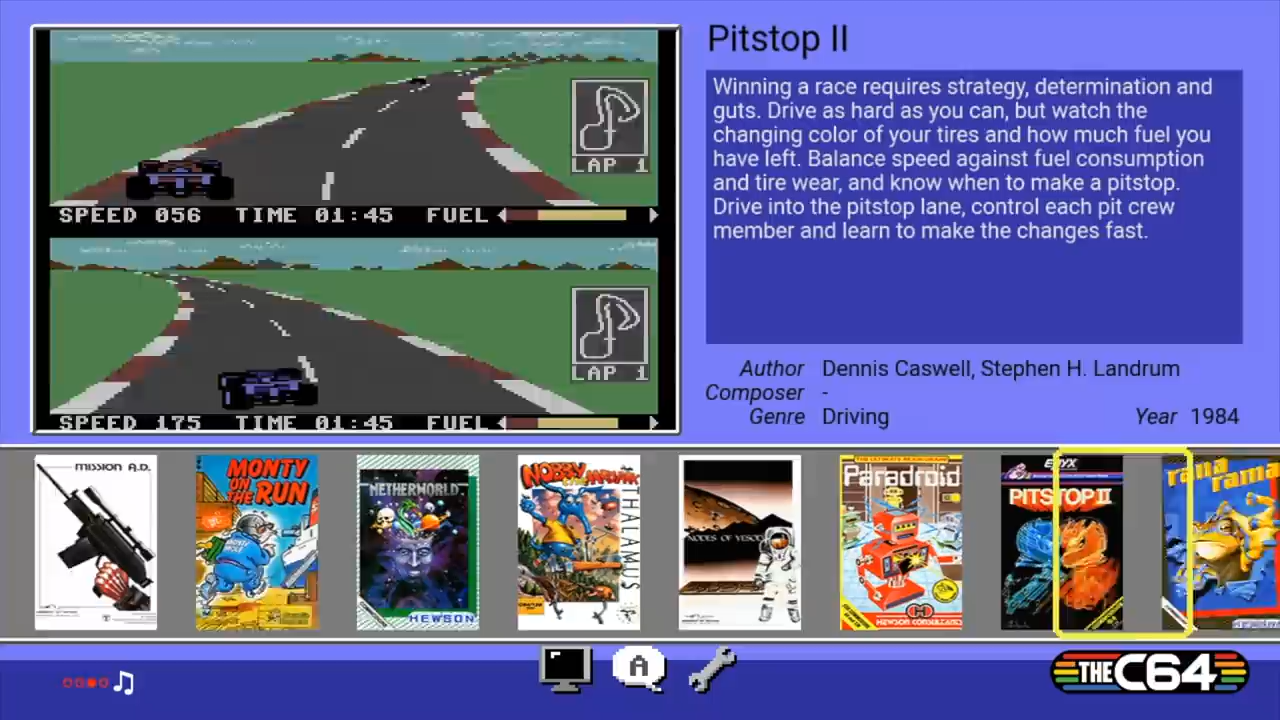 Pitstop II
Winning a race requires strategy, determination and
guts. Drive as hard as you can, but watch the
changing color of your tires and how much fuel you
have left. Balance speed against fuel consumption
and tire wear, and know when to make a pitstop.
Drive into the pitstop lane, control each pit crew
member and learn to make the changes fast.
LAP 1
SPEED 056 TIME 01:45 FUEL
LAP 1
SPEED 175 TIME 01:45 FUEL
Author Dennis Caswell, Stephen H. Landrum
Composer -
Genre Driving Year 1984
mission A.D.
MONTY
ON THE
RUN
NETHERWORLD
HEWSON
NOBBY
THALAMUS
NODES OF YESOD
Paradroid
HEWSON CONSULTANTS
EPYX
PITSTOP II
rana
rama
A
THEC64